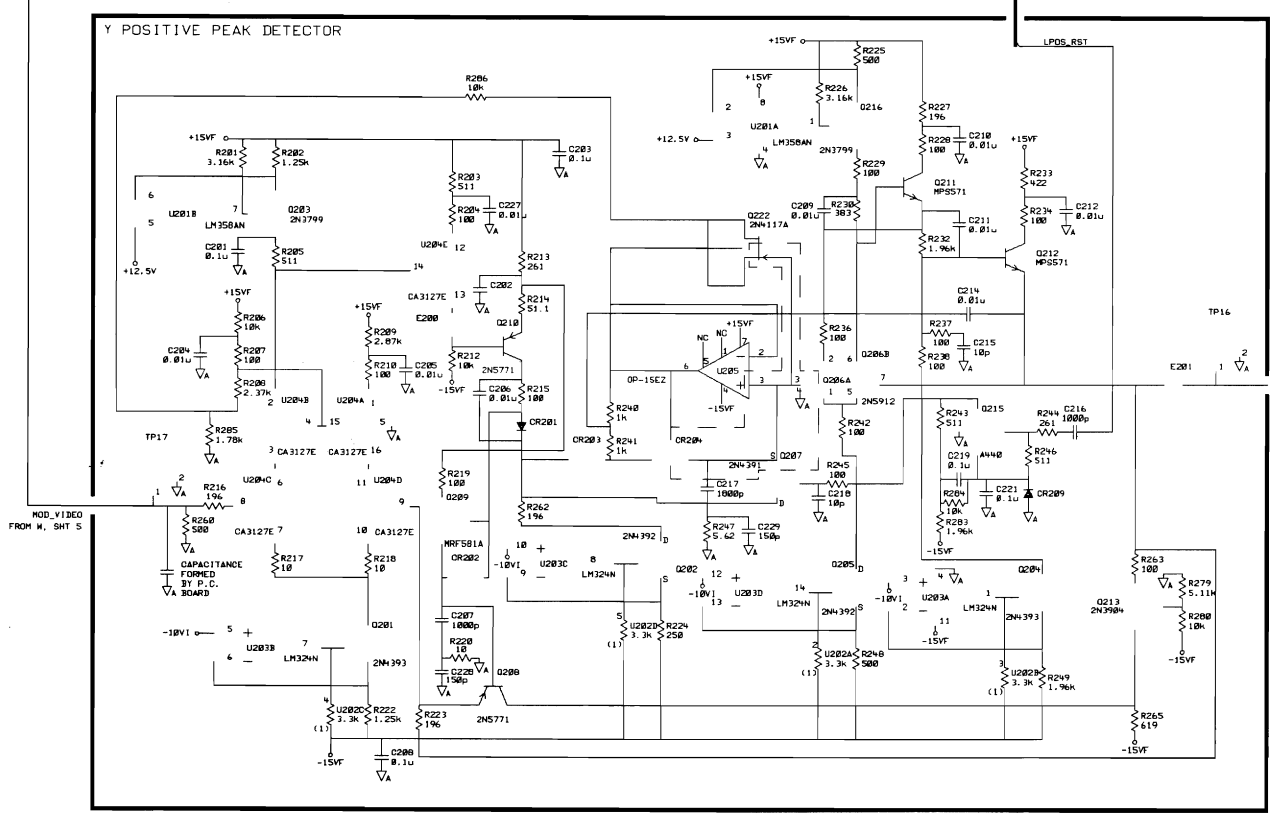 Y POSITIVE PEAK DETECTOR
LPOS_RST
+15VF
R225
500
R286
10k
+15VF
R226
3.16k
Q216
2
8
1
U201A
3
+12.5V
LM358AN
4
A
2N3799
R227
196
C210
0.01u
A
R228
100
+15VF
+15VF
R201
3.16k
R202
1.25k
C203
0.1u
A
R203
511
R229
100
Q211
MPS571
R233
422
6
5
U201B
7
LM358AN
Q203
2N3799
R204
100
C227
0.01u
A
Q222
2N4117A
C209
0.01u
R230
383
C211
0.01u
R234
100
C212
0.01u
A
+12.5V
C201
0.1u
A
R205
511
U204E
12
14
R213
261
R232
1.96k
Q212
MPS571
+15VF
R206
10k
+15VF
CA3127E
13
C202
A
R214
51.1
C214
0.01u
TP16
E200
R209
2.87k
Q210
NC
NC
+15VF
5
1
7
R236
100
R237
100
C215
10p
A
2
A
C204
0.01u
A
R207
100
R210
100
C205
0.01u
A
R212
10k
2N5771
-15VF
6
U205
2
3
4
-15VF
OP-15EZ
3
4
A
2
6
Q206B
R238
100
E201
1
R208
2.37k
2
U204B
U204A
1
C206
0.01u
R215
100
Q206A
7
1
5
2N5912
4
15
5
A
CR201
R240
1k
R243
511
Q215
R244
261
C216
1000p
R285
1.78k
A
CR203
R241
1k
CR204
R242
100
A
TP17
3
CA3127E
6
CA3127E
16
11
S
Q207
2N4391
C219
0.1u
A440
R246
511
R219
100
R245
100
2
A
1
R216
196
U204C
8
U204D
9
Q209
C217
1000p
D
C218
10p
A
R284
10k
C221
0.1u
A
CR209
A
MOD_VIDEO
FROM W, SHT 5
R260
500
A
CA3127E
7
10
CA3127E
R262
196
2N4392
D
R247
5.62
A
C229
150p
R283
1.96k
-15VF
CAPACITANCE
FORMED
BY P.C.
BOARD
A
R217
10
R218
10
MRF581A
CR202
10
-10VI
9
U203C
8
LM324N
Q202
12
-10VI
13
U203D
14
LM324N
Q205
D
2N4392
3
4
A
-10VI
2
U203A
11
-15VF
1
LM324N
Q204
2N4393
R263
100
A
R279
5.11k
R280
10k
-15VF
Q213
2N3904
S
S
C207
1000p
-10VI
5
6
U203B
7
LM324N
Q201
2N4393
R220
10
A
C228
150p
A
Q208
2N5771
5
U202D
3.3k
(1)
R224
250
2
U202A
3.3k
(1)
R248
500
3
U202B
3.3k
(1)
R249
1.96k
4
U202C
3.3k
(1)
R222
1.25k
R223
196
R265
619
-15VF
-15VF
C208
0.1u
A